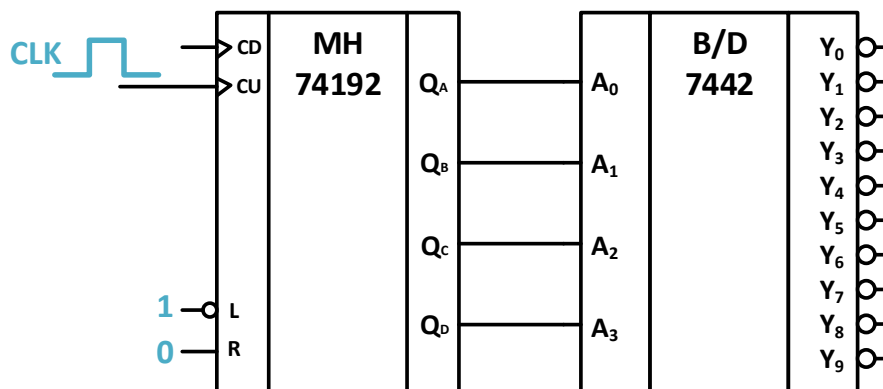 CLK
CD
CU
1
L
0
R
MH
74192
QA
QB
QC
QD
A0
A1
A2
A3
B/D
7442
Y0
Y1
Y2
Y3
Y4
Y5
Y6
Y7
Y8
Y9